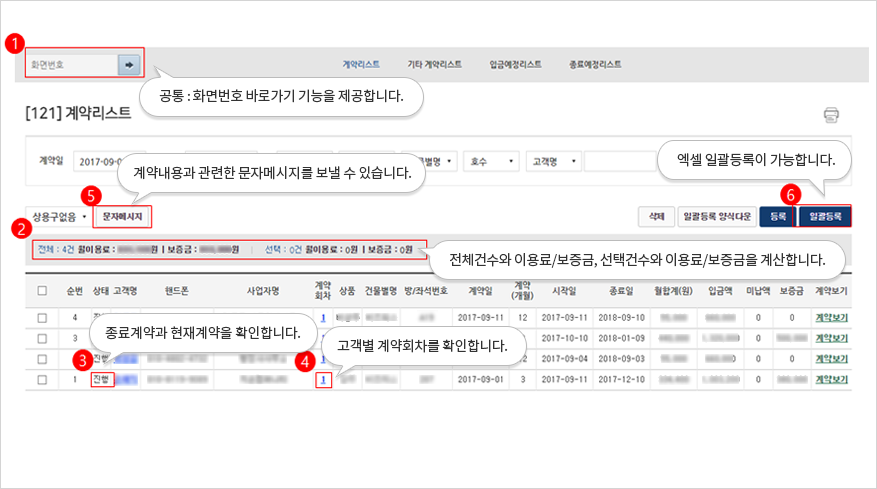 1
화면번호
계약리스트 기타 계약리스트 입금예정리스트 종료예정리스트
공통 : 화면번호 바로가기 기능을 제공합니다.
[121] 계약리스트
계약일 2017-09-0 호수 고객명
계약내용과 관련한 문자메시지를 보낼 수 있습니다.
엑셀 일괄등록이 가능합니다.
5
6
상용구없음 문자메시지 삭제 일괄등록 양식다운 등록 일괄등록
2
전체 : 4건 월이용료 : 원 | 보증금 : 원 선택 : 0건 월이용료 : 0원 | 보증금 : 0원
전체건수와 이용료/보증금, 선택건수와 이용료/보증금을 계산합니다.
순번 상태 고객명 핸드폰 사업자명 계약회차 상품 건물별명 방/좌석번호 계약일 계약(개월) 시작일 종료일 월합계(원) 입금액 미납액 보증금 계약보기
4 1 2017-09-11 12 2017-09-11 2018-09-10 0 0 계약보기
3 2017-10-10 2018-01-09 0 계약보기
종료계약과 현재계약을 확인합니다.
고객별 계약회차를 확인합니다.
3
4
진행 2017-09-04 2018-09-03 0 0 계약보기
1 진행 1 2017-09-01 3 2017-09-11 2017-12-10 0 계약보기